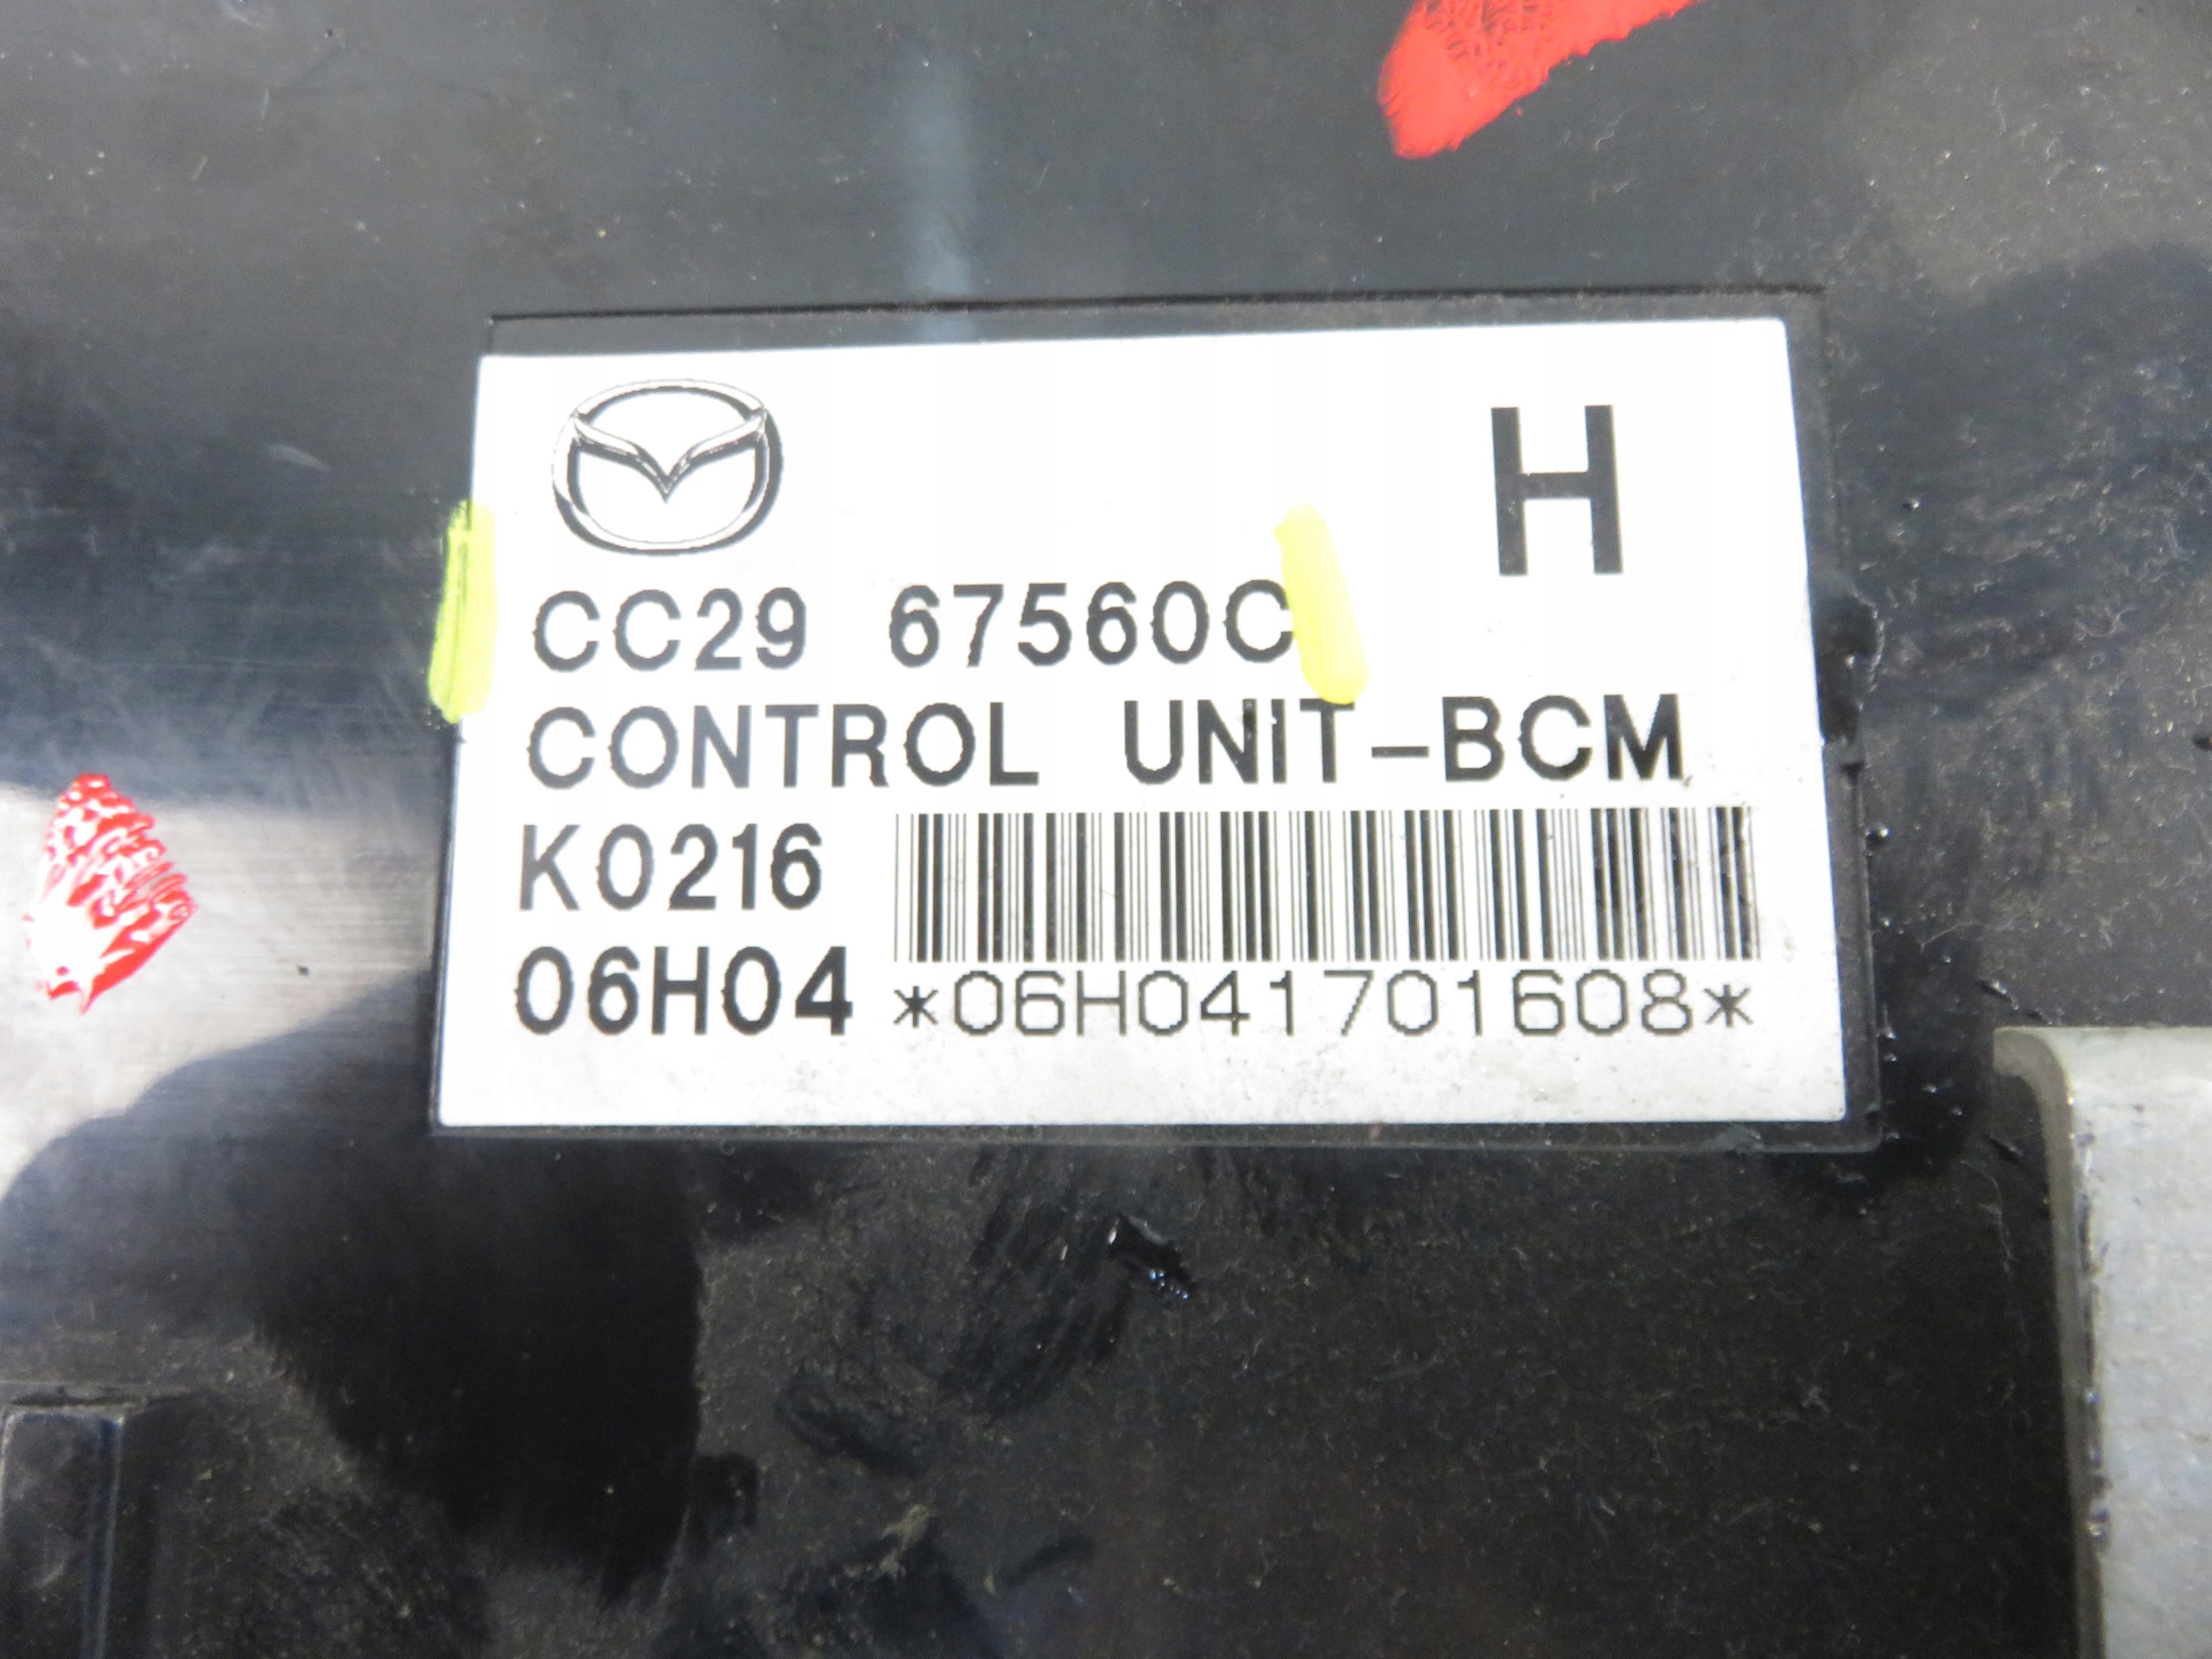 H
CC29 67560C
CONTROL UNIT-BCM
K0216
06H04 *06H041701608*